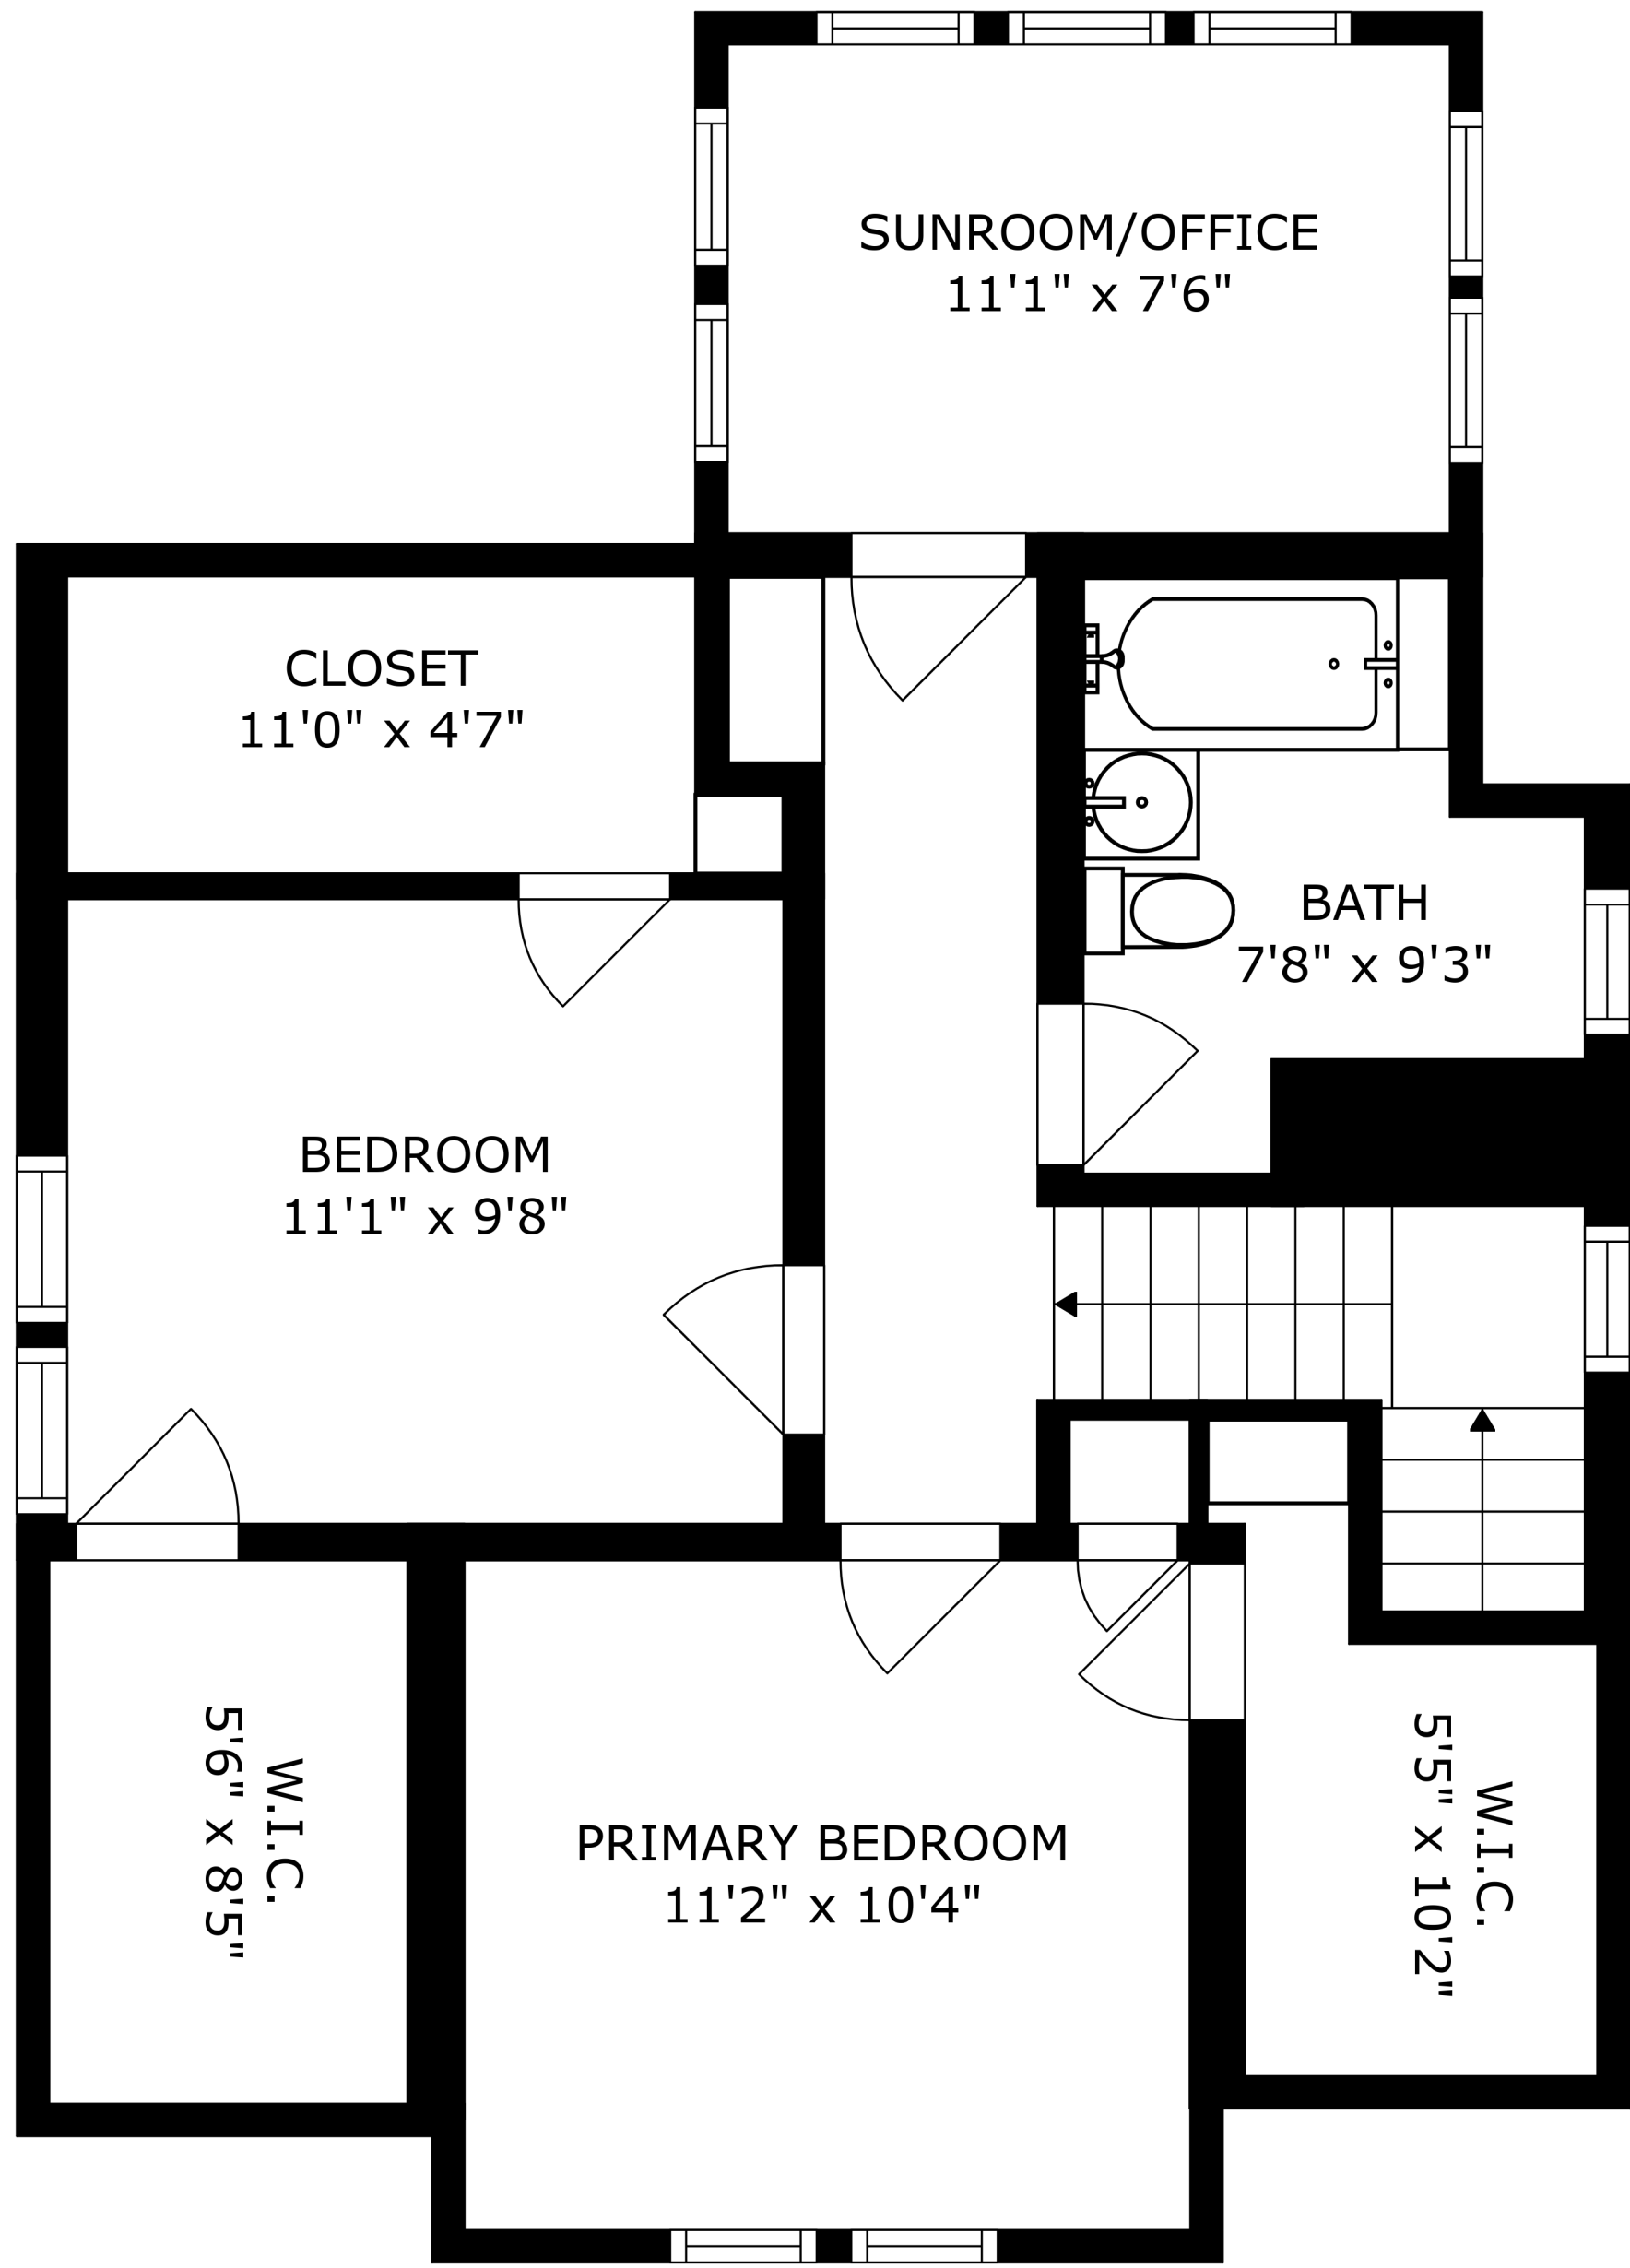 SUNROOM/OFFICE
11'1" x 7'6"
CLOSET
11'0" x 4'7"
BATH
7'8" x 9'3"
BEDROOM
11'1" x 9'8"
W.I.C.
5'6" x 8'5"
PRIMARY BEDROOM
11'2" x 10'4"
W.I.C.
5'5" x 10'2"